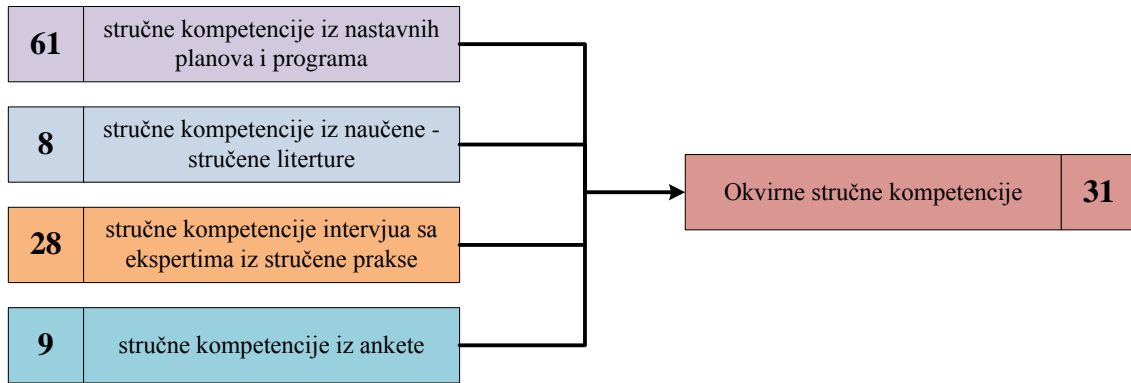 61
stručne kompetencije iz nastavnih
planova i programa
8
stručne kompetencije iz naučene -
stručene literture
28
stručne kompetencije intervjua sa
ekspertima iz stručene prakse
9
stručne kompetencije iz ankete
Okvirne stručne kompetencije
31